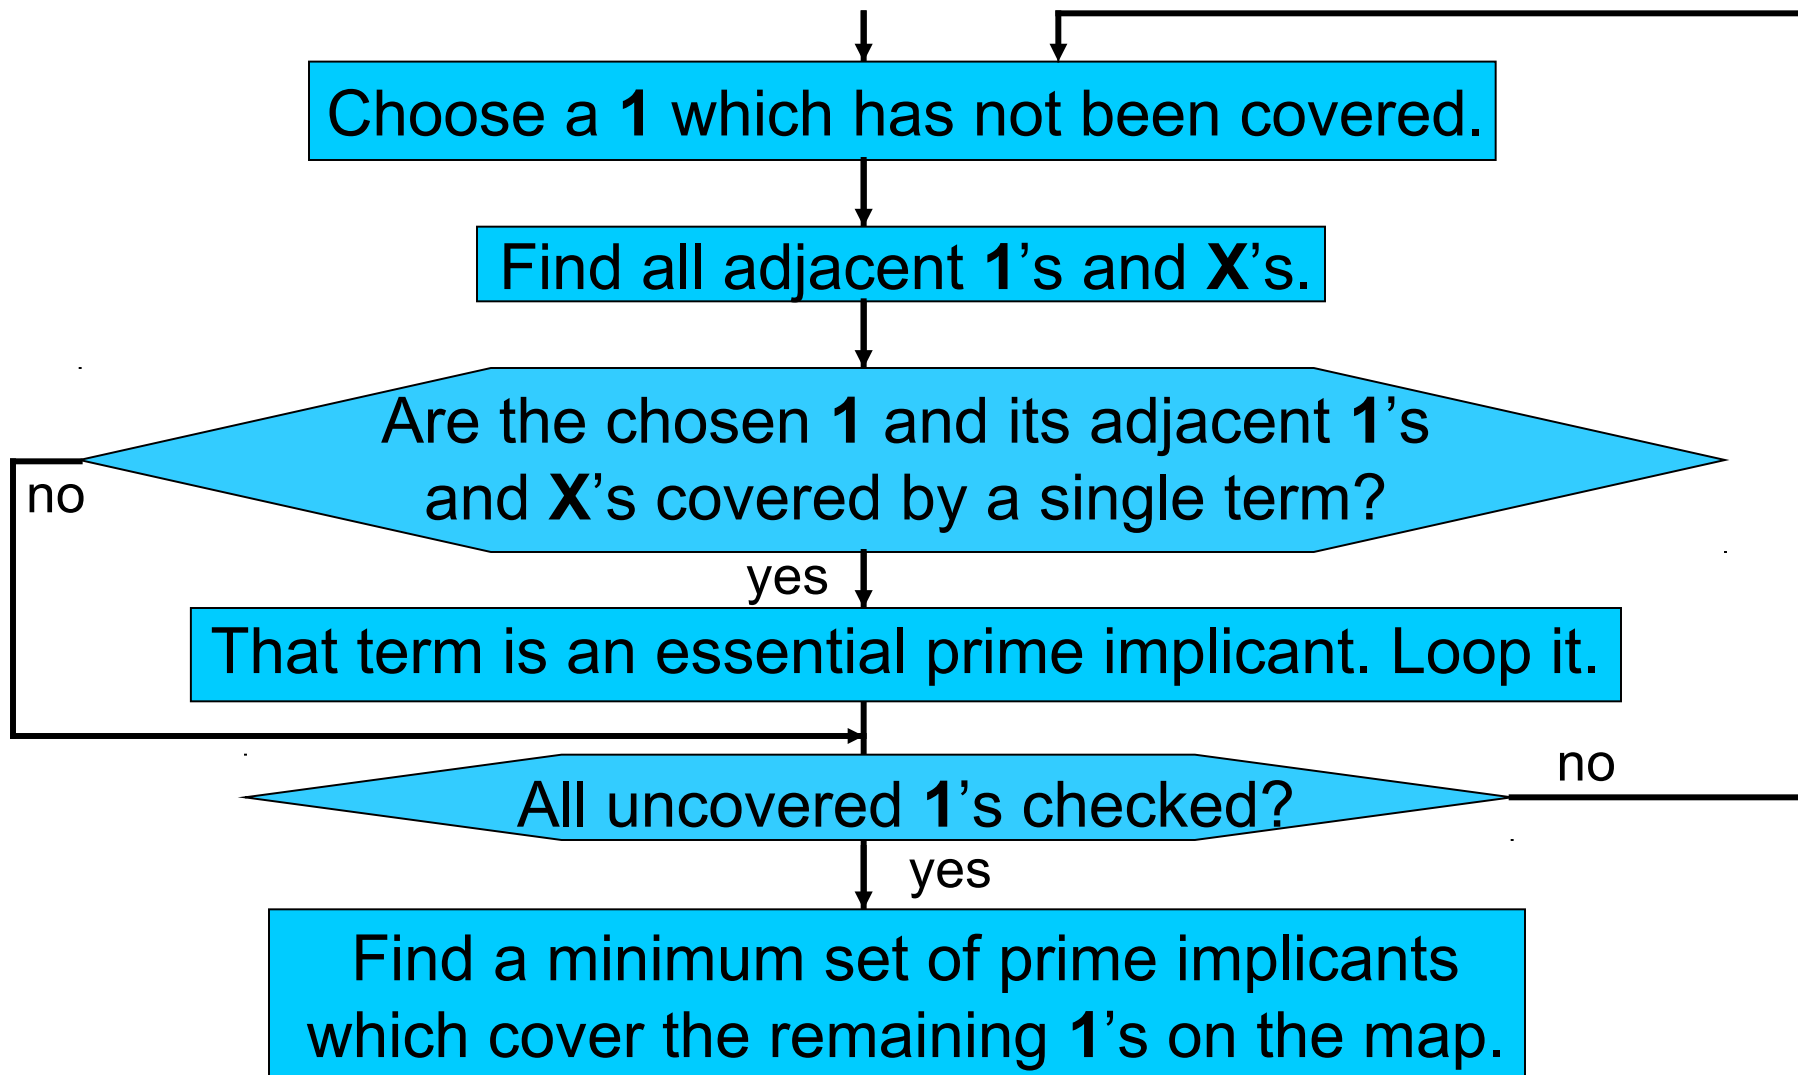 Choose a 1 which has not been covered.
Find all adjacent 1’s and X’s.
Are the chosen 1 and its adjacent 1’s
and X’s covered by a single term?
no
yes
That term is an essential prime implicant. Loop it.
no
All uncovered 1’s checked?
yes
Find a minimum set of prime implicants
which cover the remaining 1’s on the map.